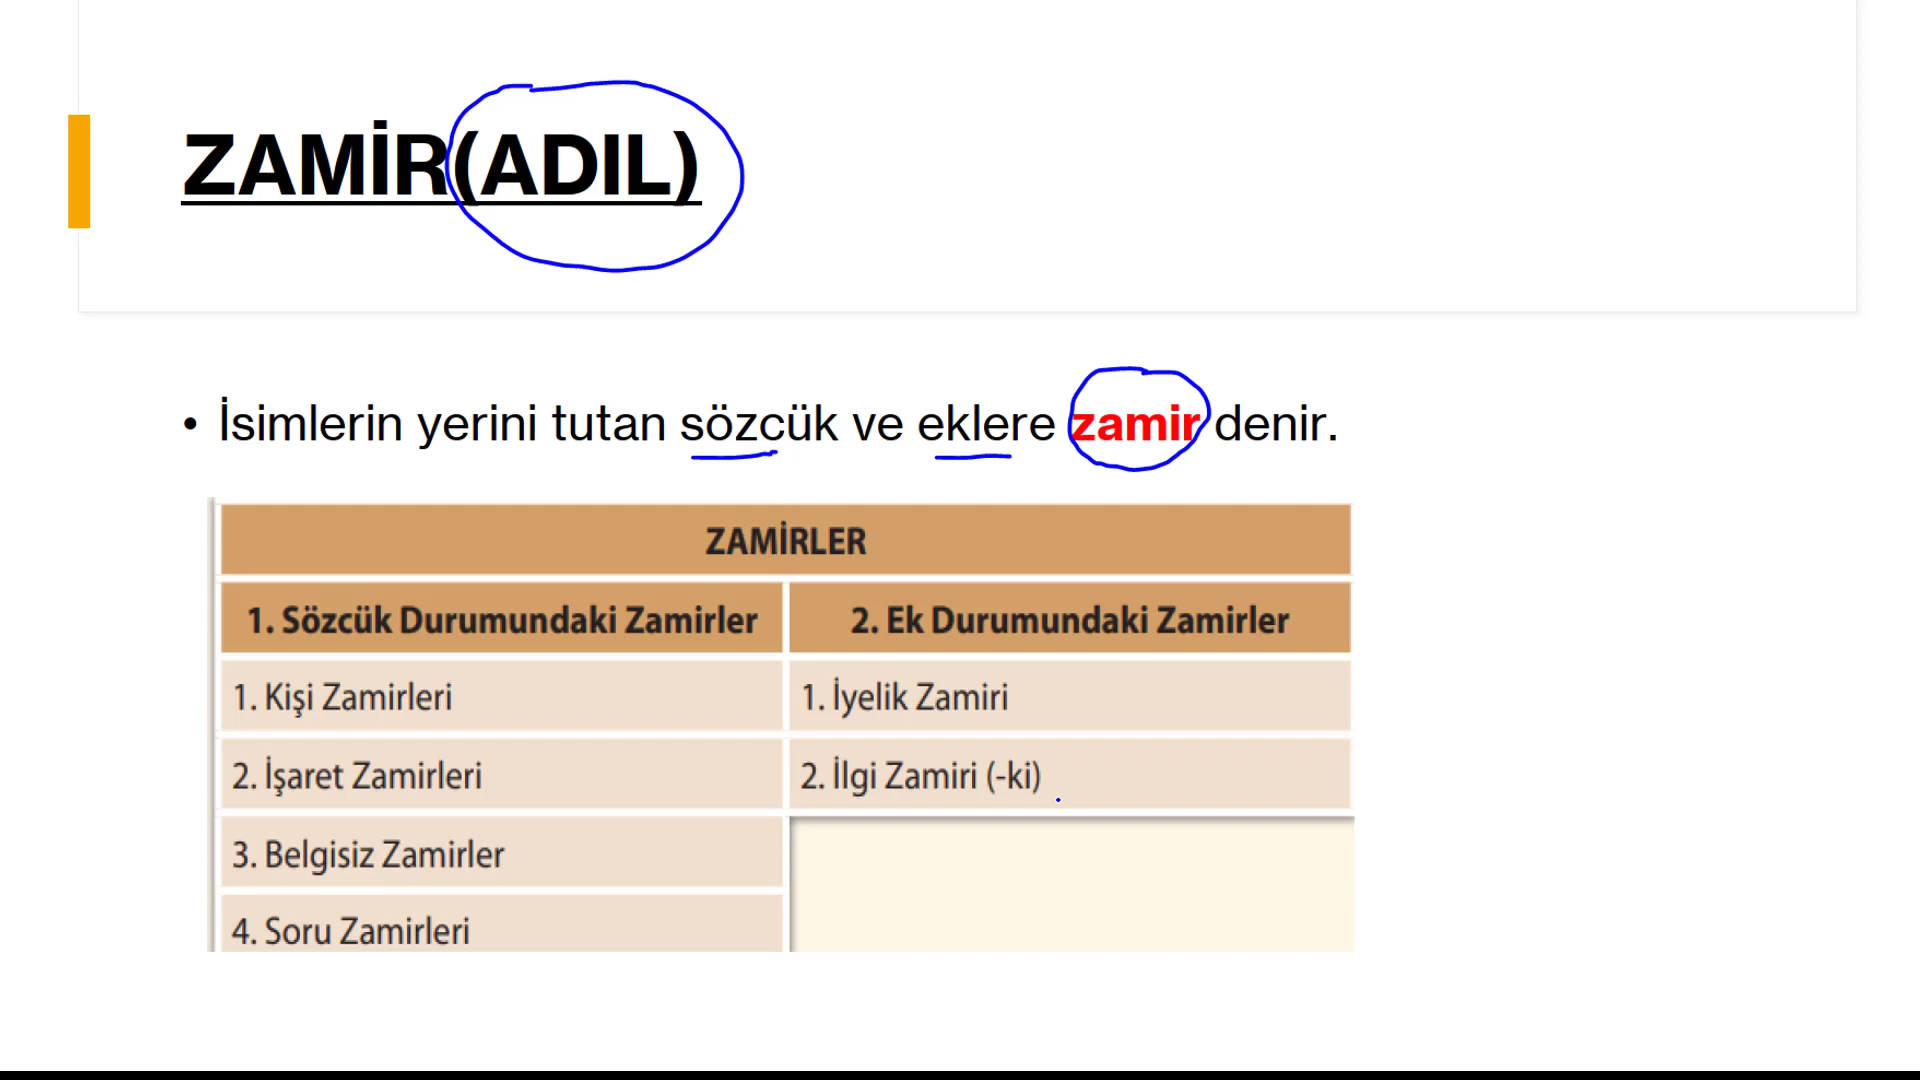 ZAMİR(ADIL)
• İsimlerin yerini tutan sözcük ve eklere zamir denir.
ZAMİRLER
1. Sözcük Durumundaki Zamirler
2. Ek Durumundaki Zamirler
1. Kişi Zamirleri
1. İyelik Zamiri
2. İşaret Zamirleri
2. İlgi Zamiri (-ki)
3. Belgisiz Zamirler
4. Soru Zamirleri